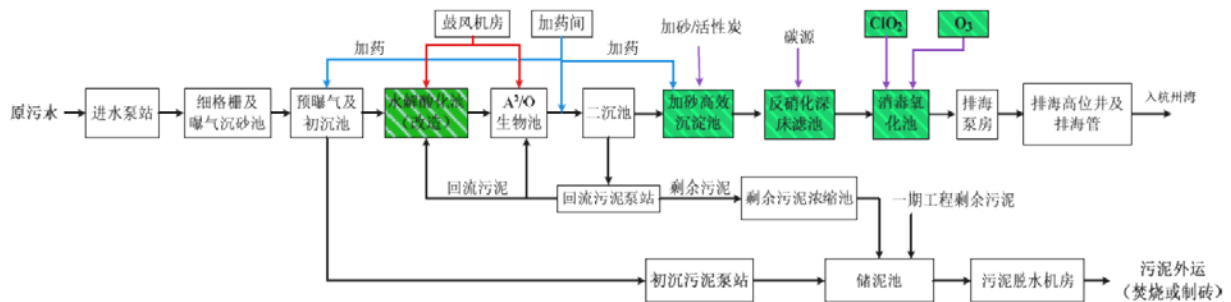 鼓风机房
加药间
加砂/活性炭
碳源
ClO₂
O₃
加药
加药
原污水
进水泵站
细格栅及
曝气沉砂池
预曝气及
初沉池
水解酸化池
（改造）
A²/O
生物池
二沉池
加砂高效
沉淀池
反硝化深
床滤池
消毒氧
化池
排海
泵房
排海高位井及
排海管
入杭州湾
回流污泥
回流污泥泵站
剩余污泥
剩余污泥浓缩池
一期工程剩余污泥
初沉污泥泵站
储泥池
污泥脱水机房
污泥外运
（焚烧或制砖）